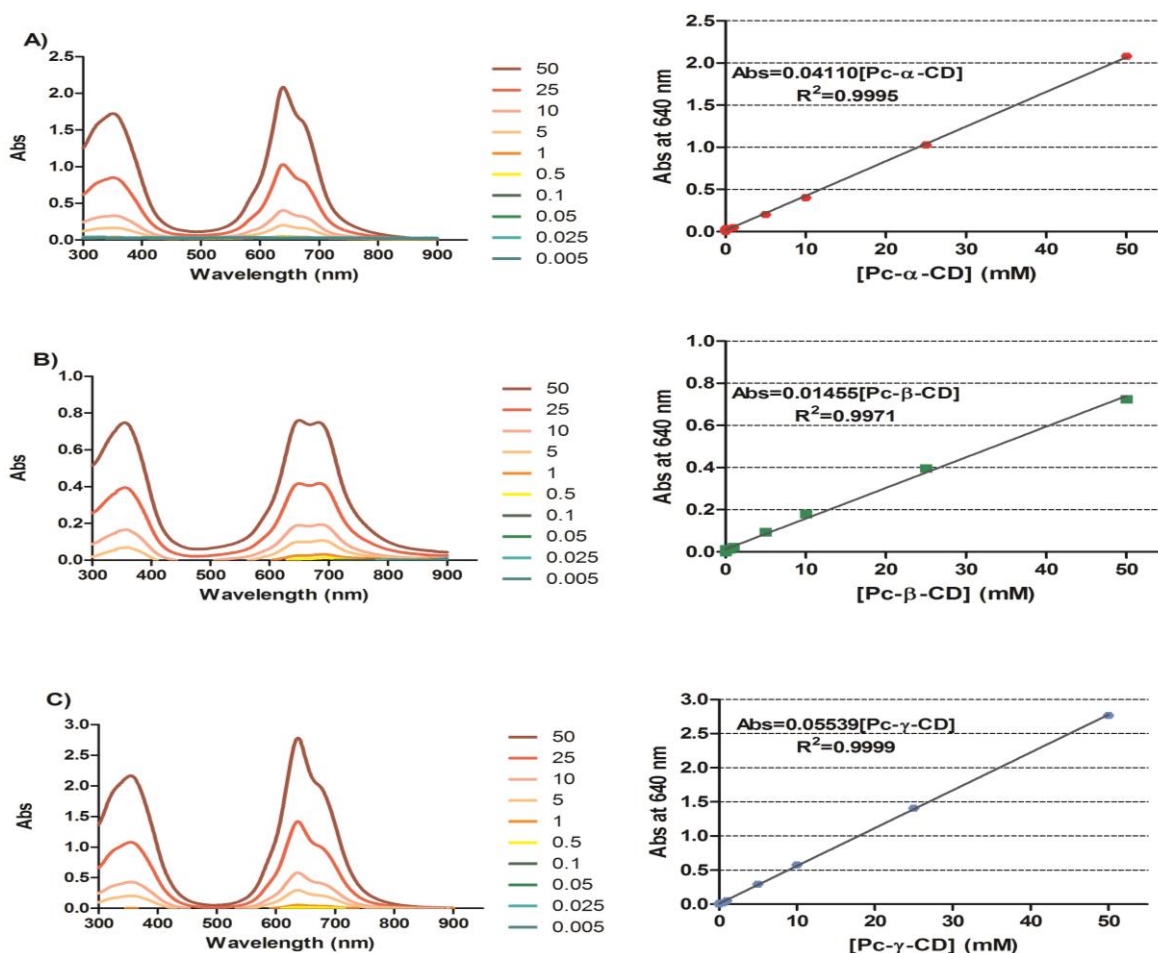 A)
2.5
2.0
1.5
1.0
0.5
0.0
Abs
300 400 500 600 700 800 900
Wavelength (nm)
50
25
10
5
1
0.5
0.1
0.05
0.025
0.005
2.5
2.0
1.5
1.0
0.5
0.0
Abs at 640 nm
Abs=0.04110[Pc-α-CD]
R²=0.9995
0 10 20 30 40 50
[Pc-α-CD] (mM)
B)
1.0
0.8
0.6
0.4
0.2
0.0
Abs
300 400 500 600 700 800 900
Wavelength (nm)
50
25
10
5
1
0.5
0.1
0.05
0.025
0.005
1.0
0.8
0.6
0.4
0.2
0.0
Abs at 640 nm
Abs=0.01455[Pc-β-CD]
R²=0.9971
0 10 20 30 40 50
[Pc-β-CD] (mM)
C)
3.0
2.5
2.0
1.5
1.0
0.5
0.0
Abs
300 400 500 600 700 800 900
Wavelength (nm)
50
25
10
5
1
0.5
0.1
0.05
0.025
0.005
3.0
2.5
2.0
1.5
1.0
0.5
0.0
Abs at 640 nm
Abs=0.05539[Pc-γ-CD]
R²=0.9999
0 10 20 30 40 50
[Pc-γ-CD] (mM)